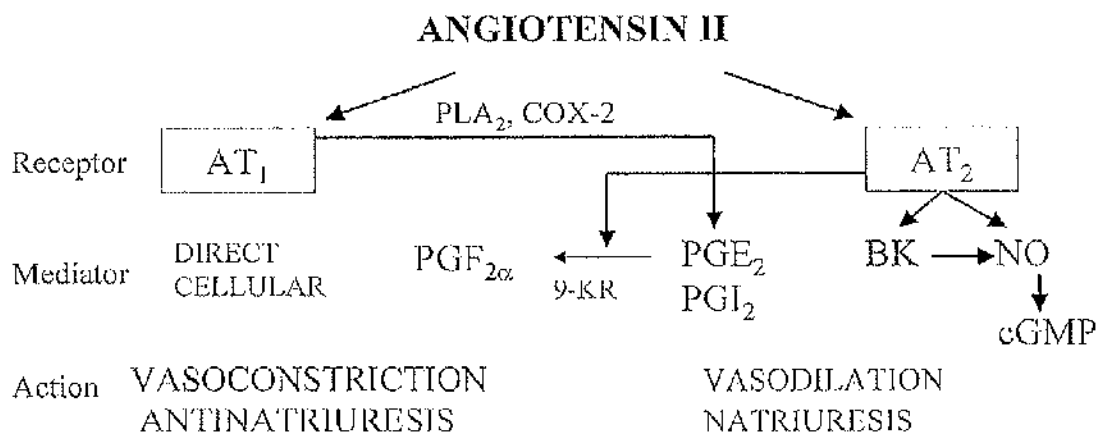 ANGIOTENSIN II
PLA₂, COX-2
Receptor AT₁ AT₂
Mediator DIRECT CELLULAR PGF₂α 9-KR PGE₂ PGI₂ BK NO
cGMP
Action VASOCONSTRICTION VASODILATION
ANTINATRIURESIS NATRIURESIS